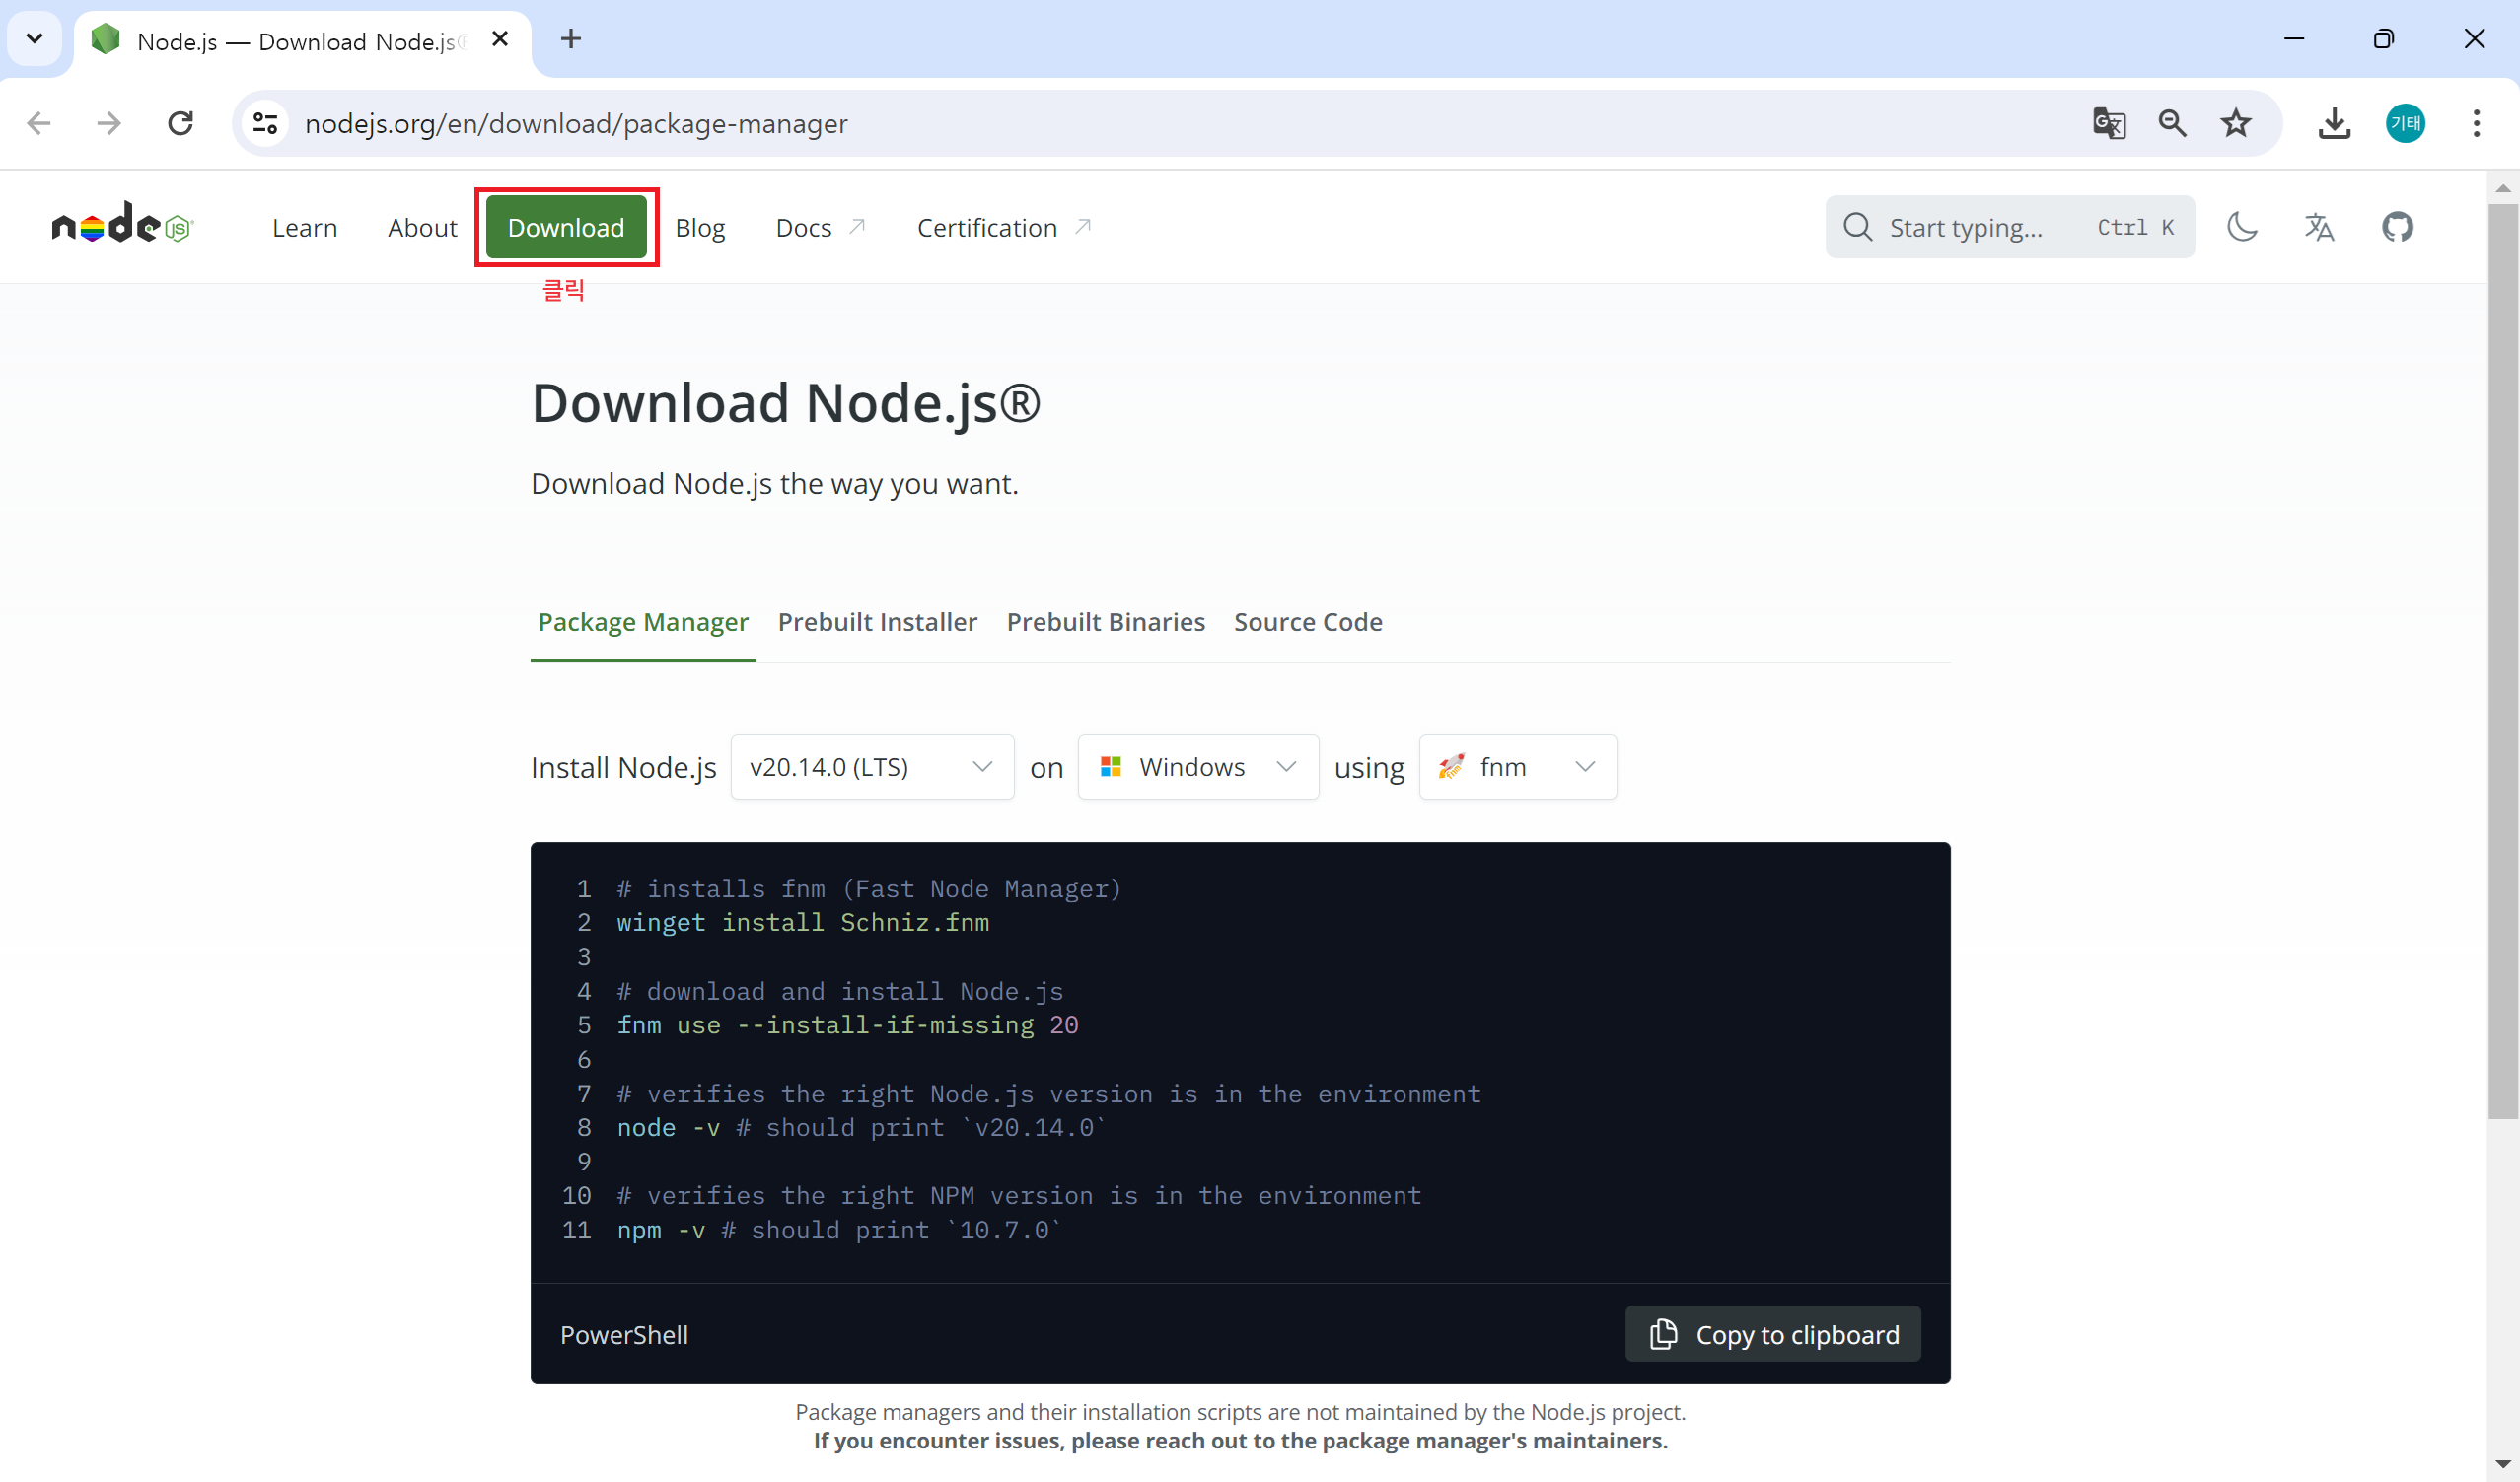 Node.js — Download Node.js®
nodejs.org/en/download/package-manager
기태
node JS
Learn About Download Blog Docs Certification Start typing... Ctrl K
클릭
Download Node.js®
Download Node.js the way you want.
Package Manager Prebuilt Installer Prebuilt Binaries Source Code
Install Node.js v20.14.0 (LTS) on Windows using fnm
1 # installs fnm (Fast Node Manager)
2 winget install Schniz.fnm
3
4 # download and install Node.js
5 fnm use --install-if-missing 20
6
7 # verifies the right Node.js version is in the environment
8 node -v # should print `v20.14.0`
9
10 # verifies the right NPM version is in the environment
11 npm -v # should print `10.7.0`
PowerShell Copy to clipboard
Package managers and their installation scripts are not maintained by the Node.js project.
If you encounter issues, please reach out to the package manager's maintainers.